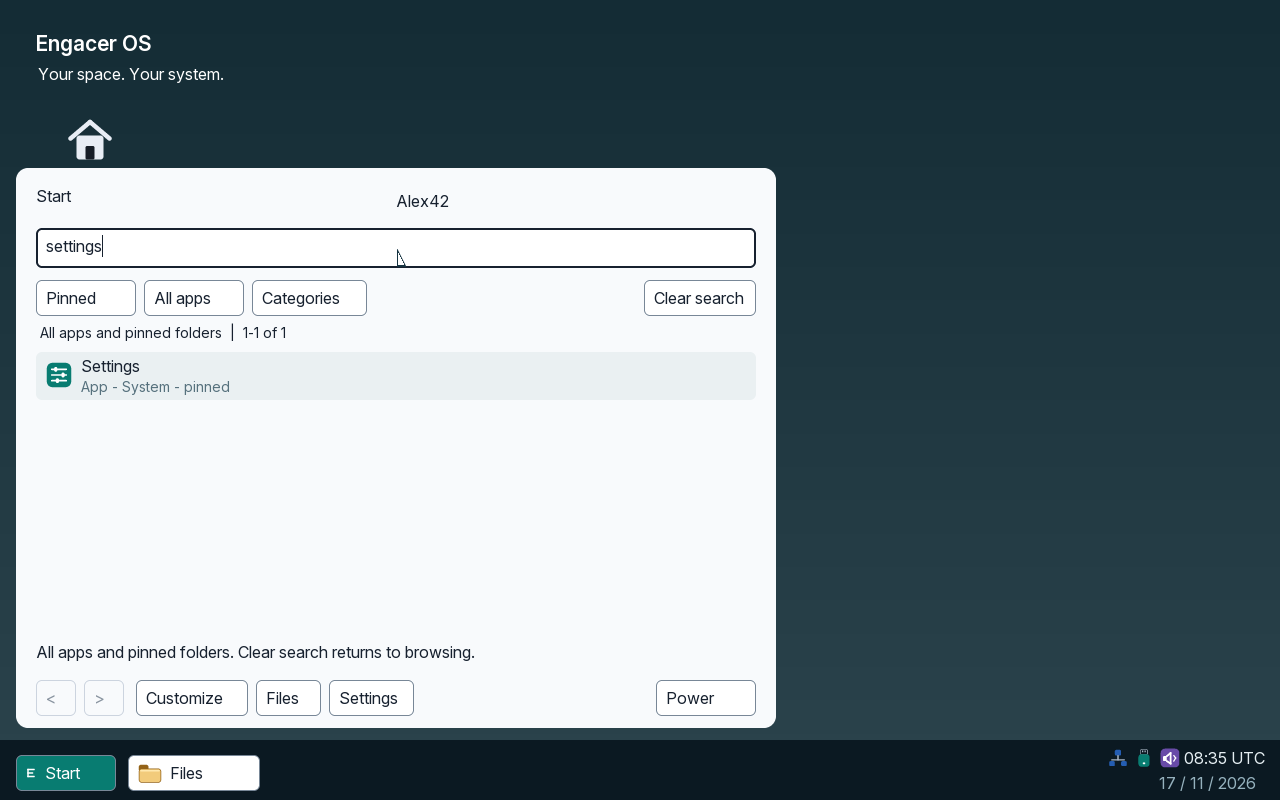 Engacer OS
Your space. Your system.
Start
Alex42
settings
Pinned
All apps
Categories
Clear search
All apps and pinned folders | 1-1 of 1
Settings
App - System - pinned
All apps and pinned folders. Clear search returns to browsing.
< > Customize Files Settings Power
E Start Files 08:35 UTC
17 / 11 / 2026